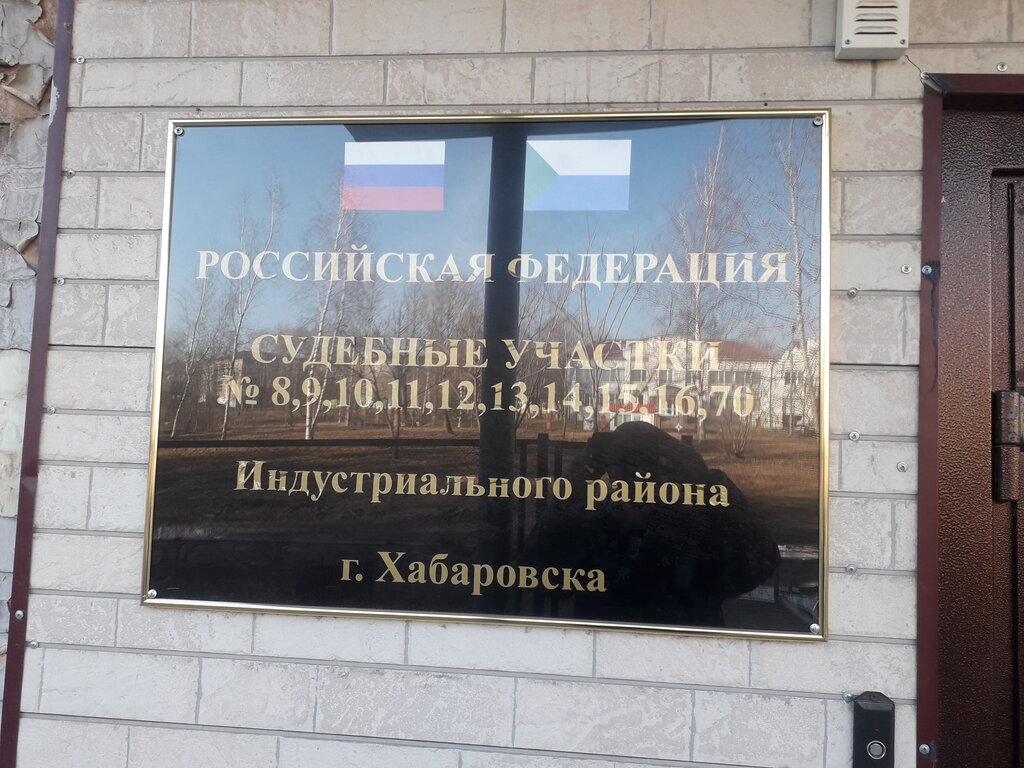 РОССИЙСКАЯ ФЕДЕРАЦИЯ
СУДЕБНЫЕ УЧАСТКИ
№ 8,9,10,11,12,13,14,15,16,70
Индустриального района
г. Хабаровска